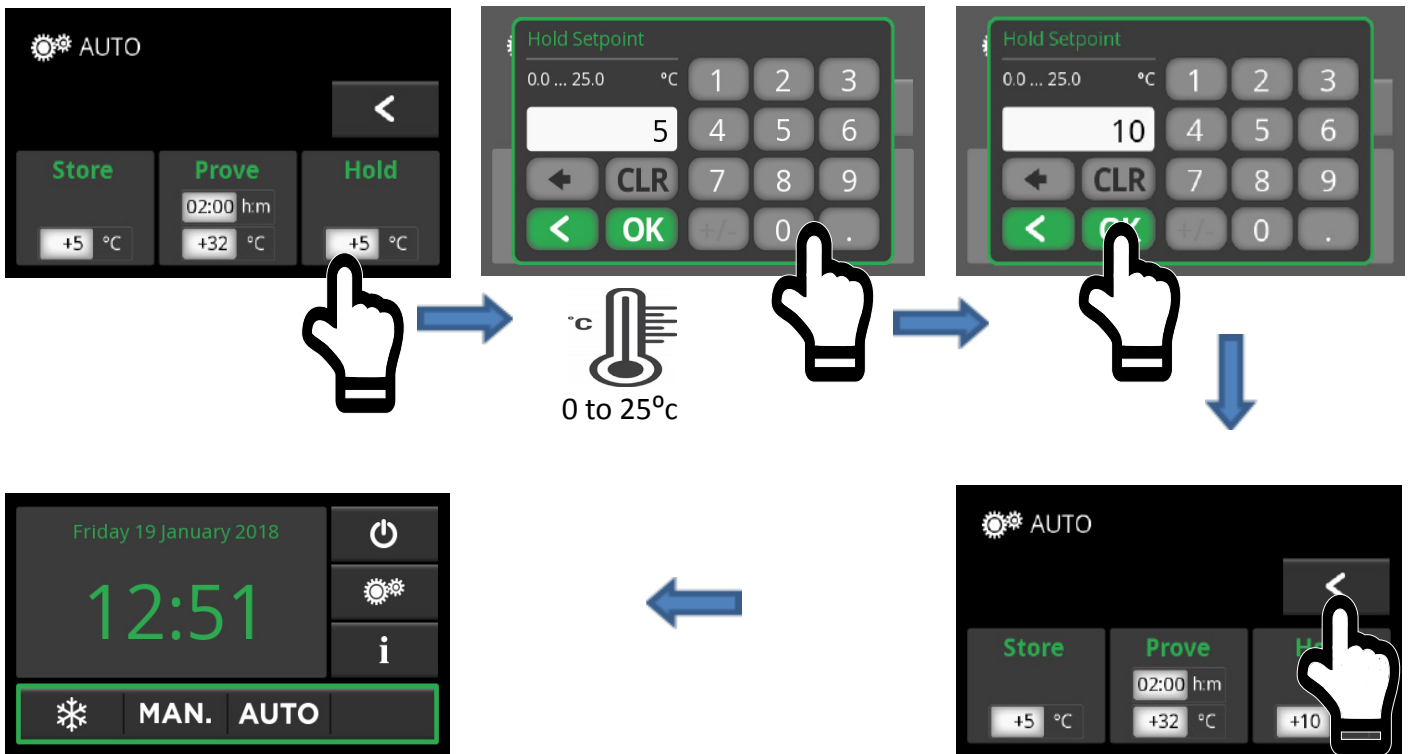 AUTO
<
Store Prove Hold
02:00 h:m
+5 °C +32 °C +5 °C
Hold Setpoint
0.0 ... 25.0 °C 1 2 3
5 4 5 6
CLR 7 8 9
< OK +/- 0 .
Hold Setpoint
0.0 ... 25.0 °C 1 2 3
10 4 5 6
CLR 7 8 9
< OK +/- 0 .
°c
0 to 25⁰c
AUTO
<
Store Prove
02:00 h:m
+5 °C +32 °C +10
Friday 19 January 2018
12:51
i
MAN. AUTO